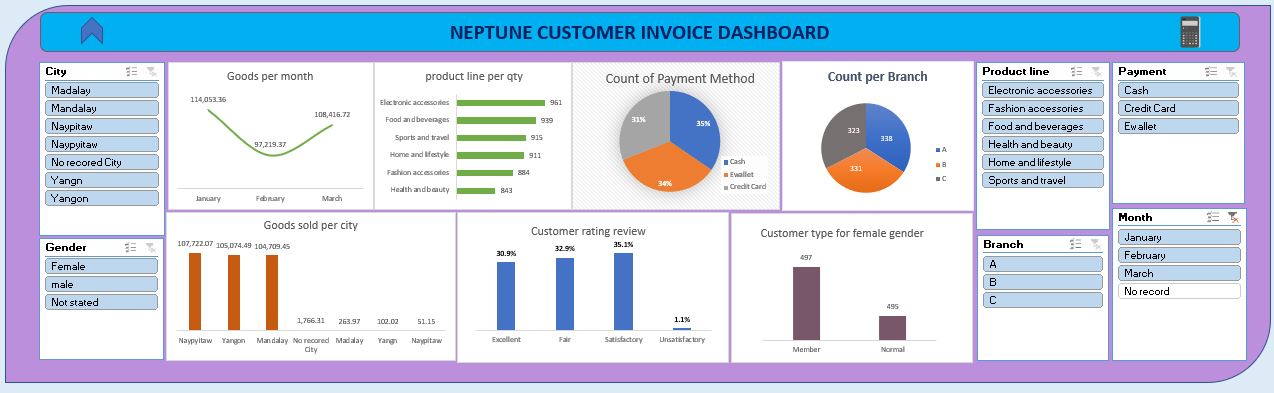 NEPTUNE CUSTOMER INVOICE DASHBOARD
City
Madalay
Mandalay
Naypitaw
Naypyitaw
No recored City
Yangn
Yangon
Gender
Female
male
Not stated
Goods per month
114,053.36
97,219.37
108,416.72
January February March
product line per qty
Electronic accessories 961
Food and beverages 939
Sports and travel 915
Home and lifestyle 911
Fashion accessories 884
Health and beauty 843
Count of Payment Method
31% 35%
34%
Cash
Ewallet
Credit Card
Count per Branch
323 338
331
A
B
C
Goods sold per city
107,722.07 105,074.49 104,709.45 1,766.31 263.97 102.02 51.15
Naypyitaw Yangon Mandalay No recored Madalay Yangn Naypitaw
City
Customer rating review
30.9% 32.9% 35.1% 1.1%
Excellent Fair Satisfactory Unsatisfactory
Customer type for female gender
497
495
Member Normal
Product line
Electronic accessories
Fashion accessories
Food and beverages
Health and beauty
Home and lifestyle
Sports and travel
Branch
A
B
C
Payment
Cash
Credit Card
Ewallet
Month
January
February
March
No record